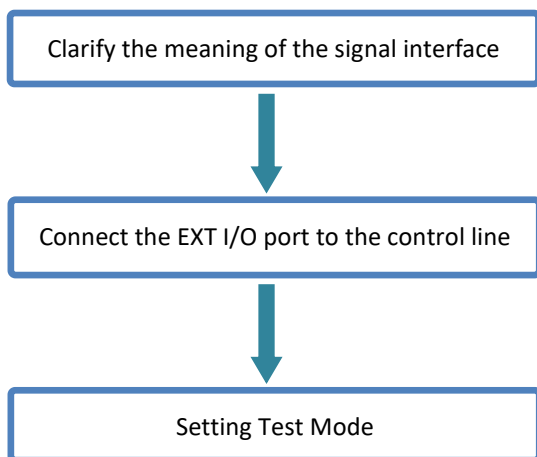 Clarify the meaning of the signal interface
Connect the EXT I/O port to the control line
Setting Test Mode